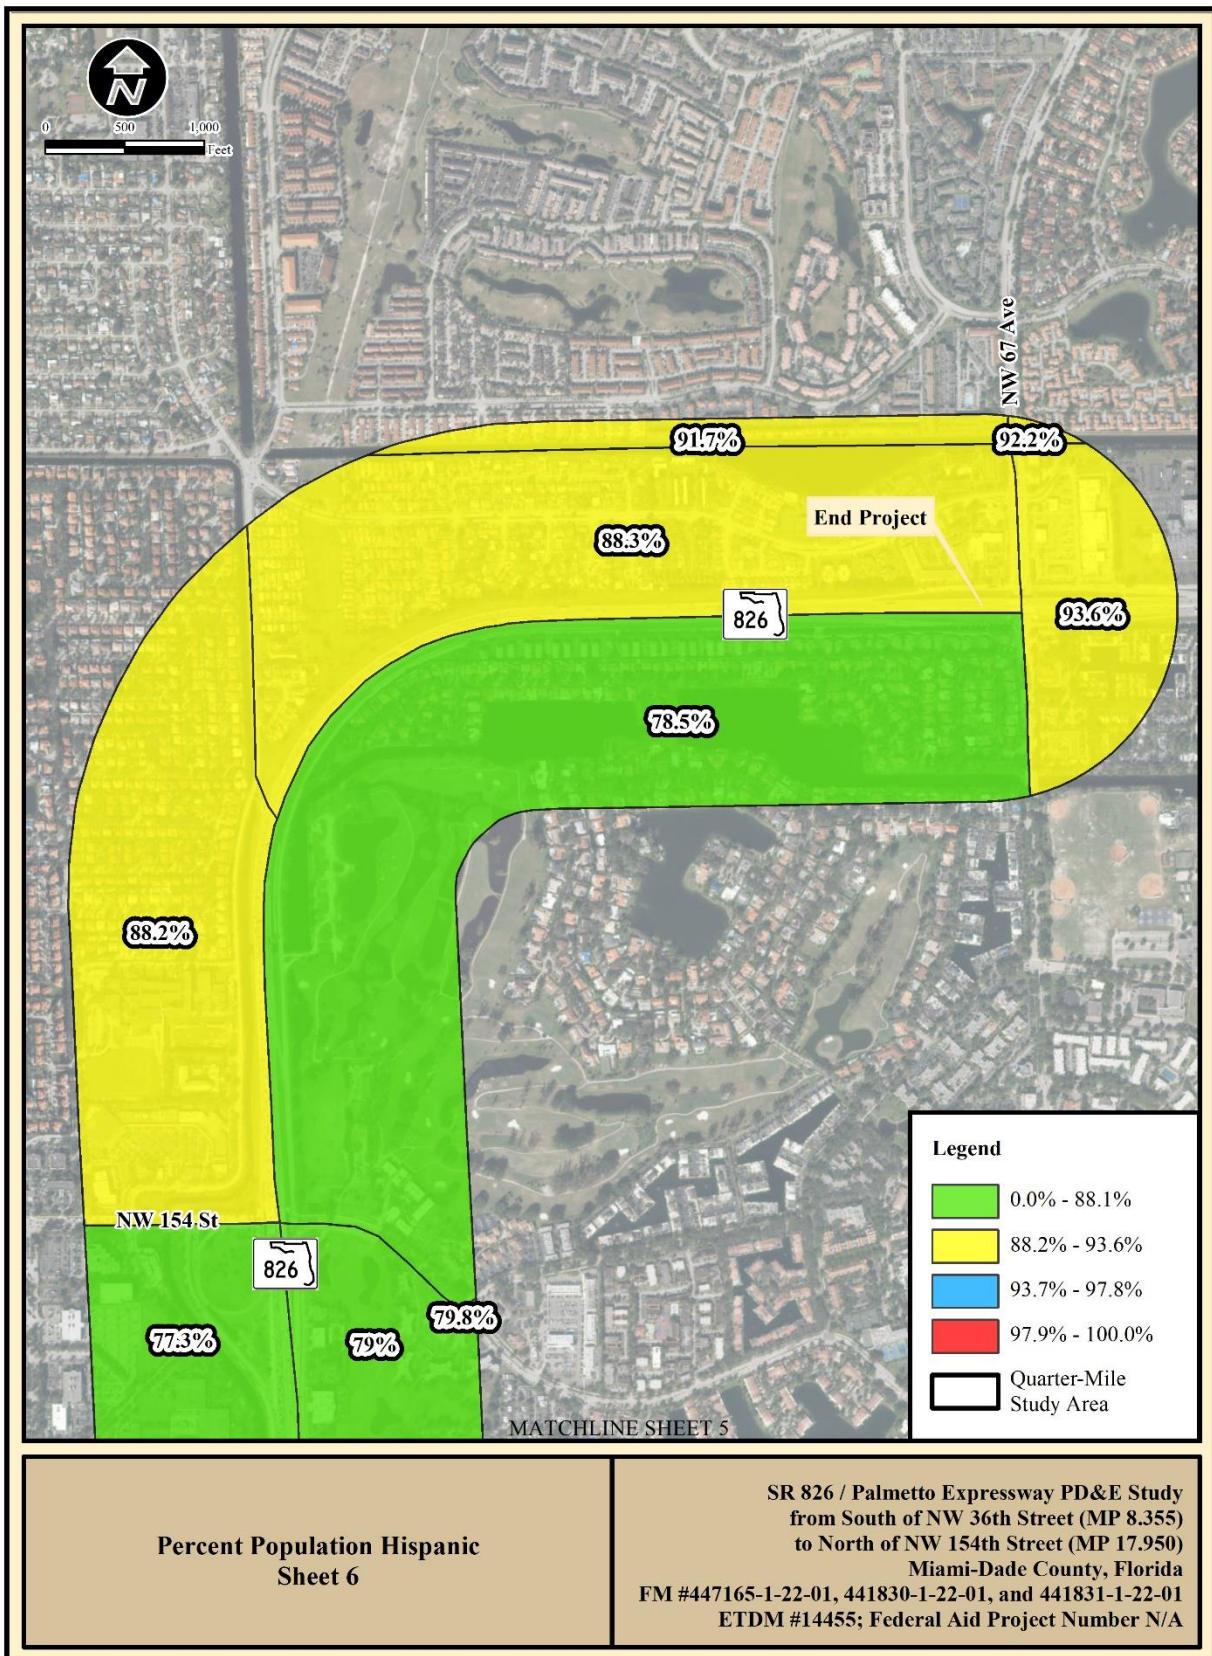 N
0 500 1,000
Feet
NW 67 Ave
91.7%
92.2%
End Project
88.3%
826
93.6%
78.5%
88.2%
NW 154 St
826
79.8%
77.3%
79%
MATCHLINE SHEET 5
Legend
0.0% - 88.1%
88.2% - 93.6%
93.7% - 97.8%
97.9% - 100.0%
Quarter-Mile
Study Area
Percent Population Hispanic
Sheet 6
SR 826 / Palmetto Expressway PD&E Study
from South of NW 36th Street (MP 8.355)
to North of NW 154th Street (MP 17.950)
Miami-Dade County, Florida
FM #447165-1-22-01, 441830-1-22-01, and 441831-1-22-01
ETDM #14455; Federal Aid Project Number N/A